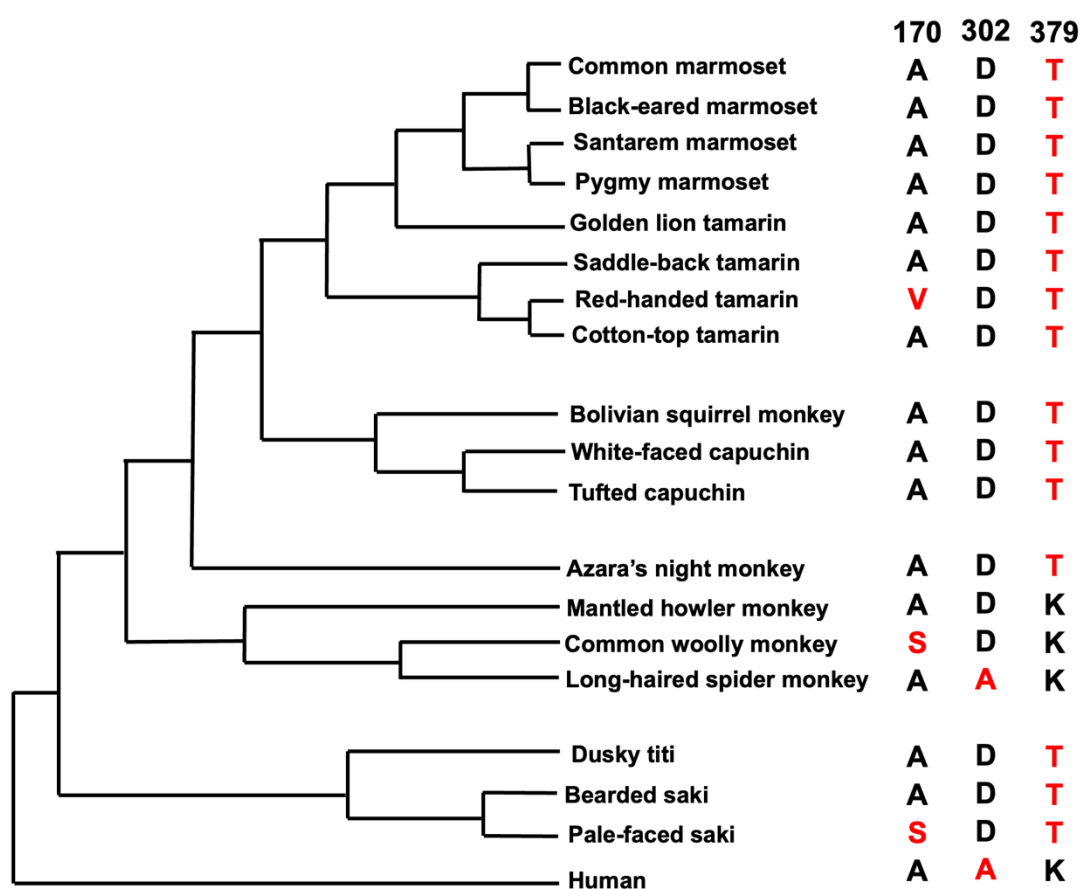 170 302 379
Common marmoset A D T
Black-eared marmoset A D T
Santarem marmoset A D T
Pygmy marmoset A D T
Golden lion tamarin A D T
Saddle-back tamarin A D T
Red-handed tamarin V D T
Cotton-top tamarin A D T
Bolivian squirrel monkey A D T
White-faced capuchin A D T
Tufted capuchin A D T
Azara’s night monkey A D T
Mantled howler monkey A D K
Common woolly monkey S D K
Long-haired spider monkey A A K
Dusky titi A D T
Bearded saki A D T
Pale-faced saki S D T
Human A A K